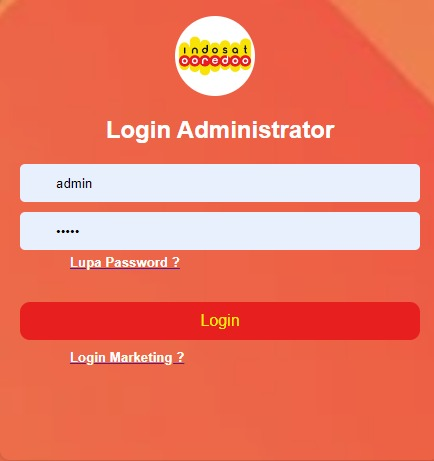 indosat
ooredoo
Login Administrator
admin
•••••
Lupa Password ?
Login
Login Marketing ?